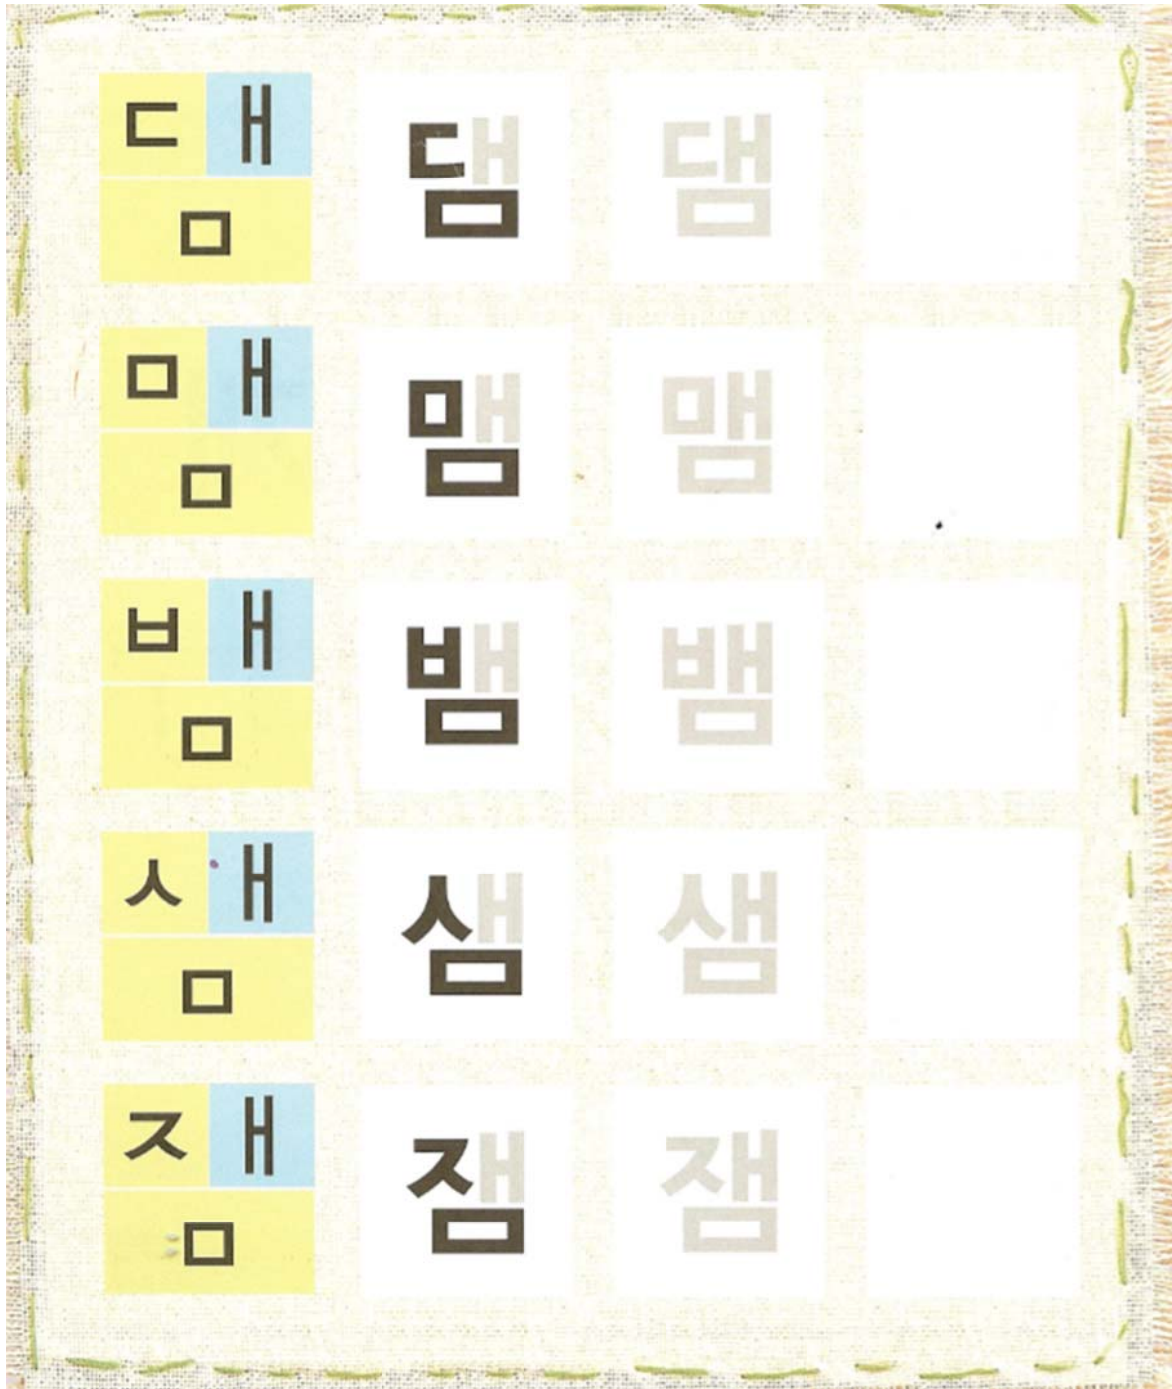 ㄷ ㅐ 댐 댐
ㅁ
ㅁ ㅐ 맴 맴
ㅁ
ㅂ ㅐ 뱀 뱀
ㅁ
ㅅ ㅐ 샘 샘
ㅁ
ㅈ ㅐ 잼 잼
ㅁ